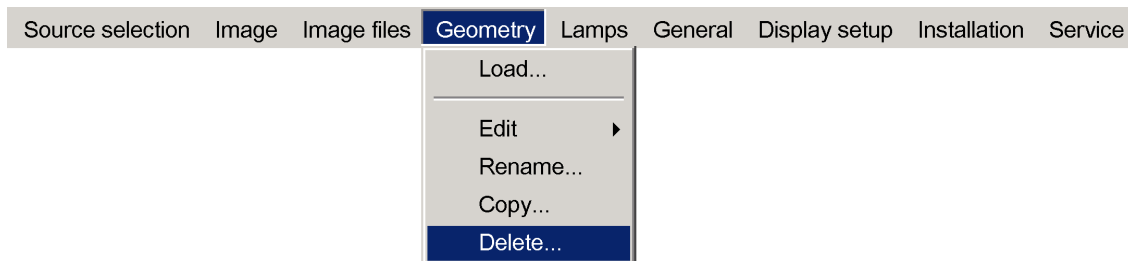 Source selection Image Image files Geometry Lamps General Display setup Installation Service
Load...
Edit
Rename...
Copy...
Delete...